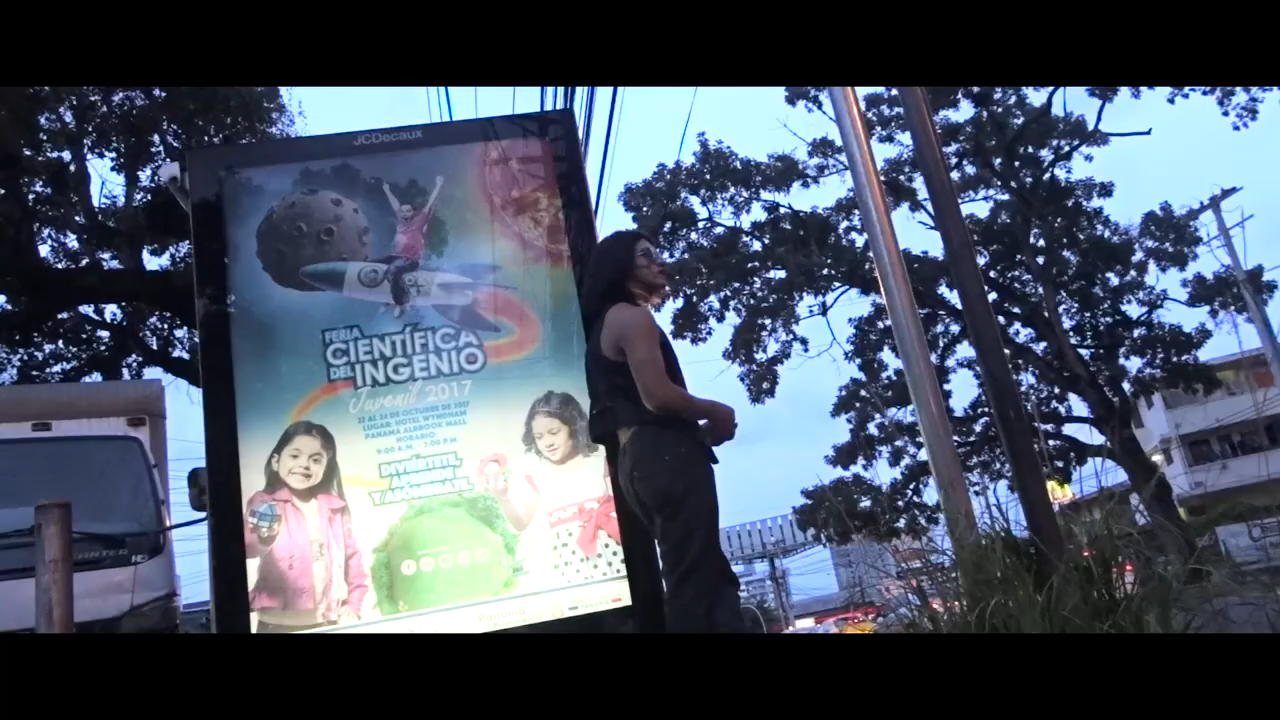 JCDecaux
FERIA
CIENTÍFICA
DEL INGENIO
Juvenil 2017
22 AL 24 DE OCTUBRE DE 2017
LUGAR: HOTEL WYNDHAM
PANAMÁ ALBROOK MALL
HORARIO:
9:00 A.M. - 7:00 P.M.
DIVIÉRTETE,
Y ASÓMBRATE
CANTER